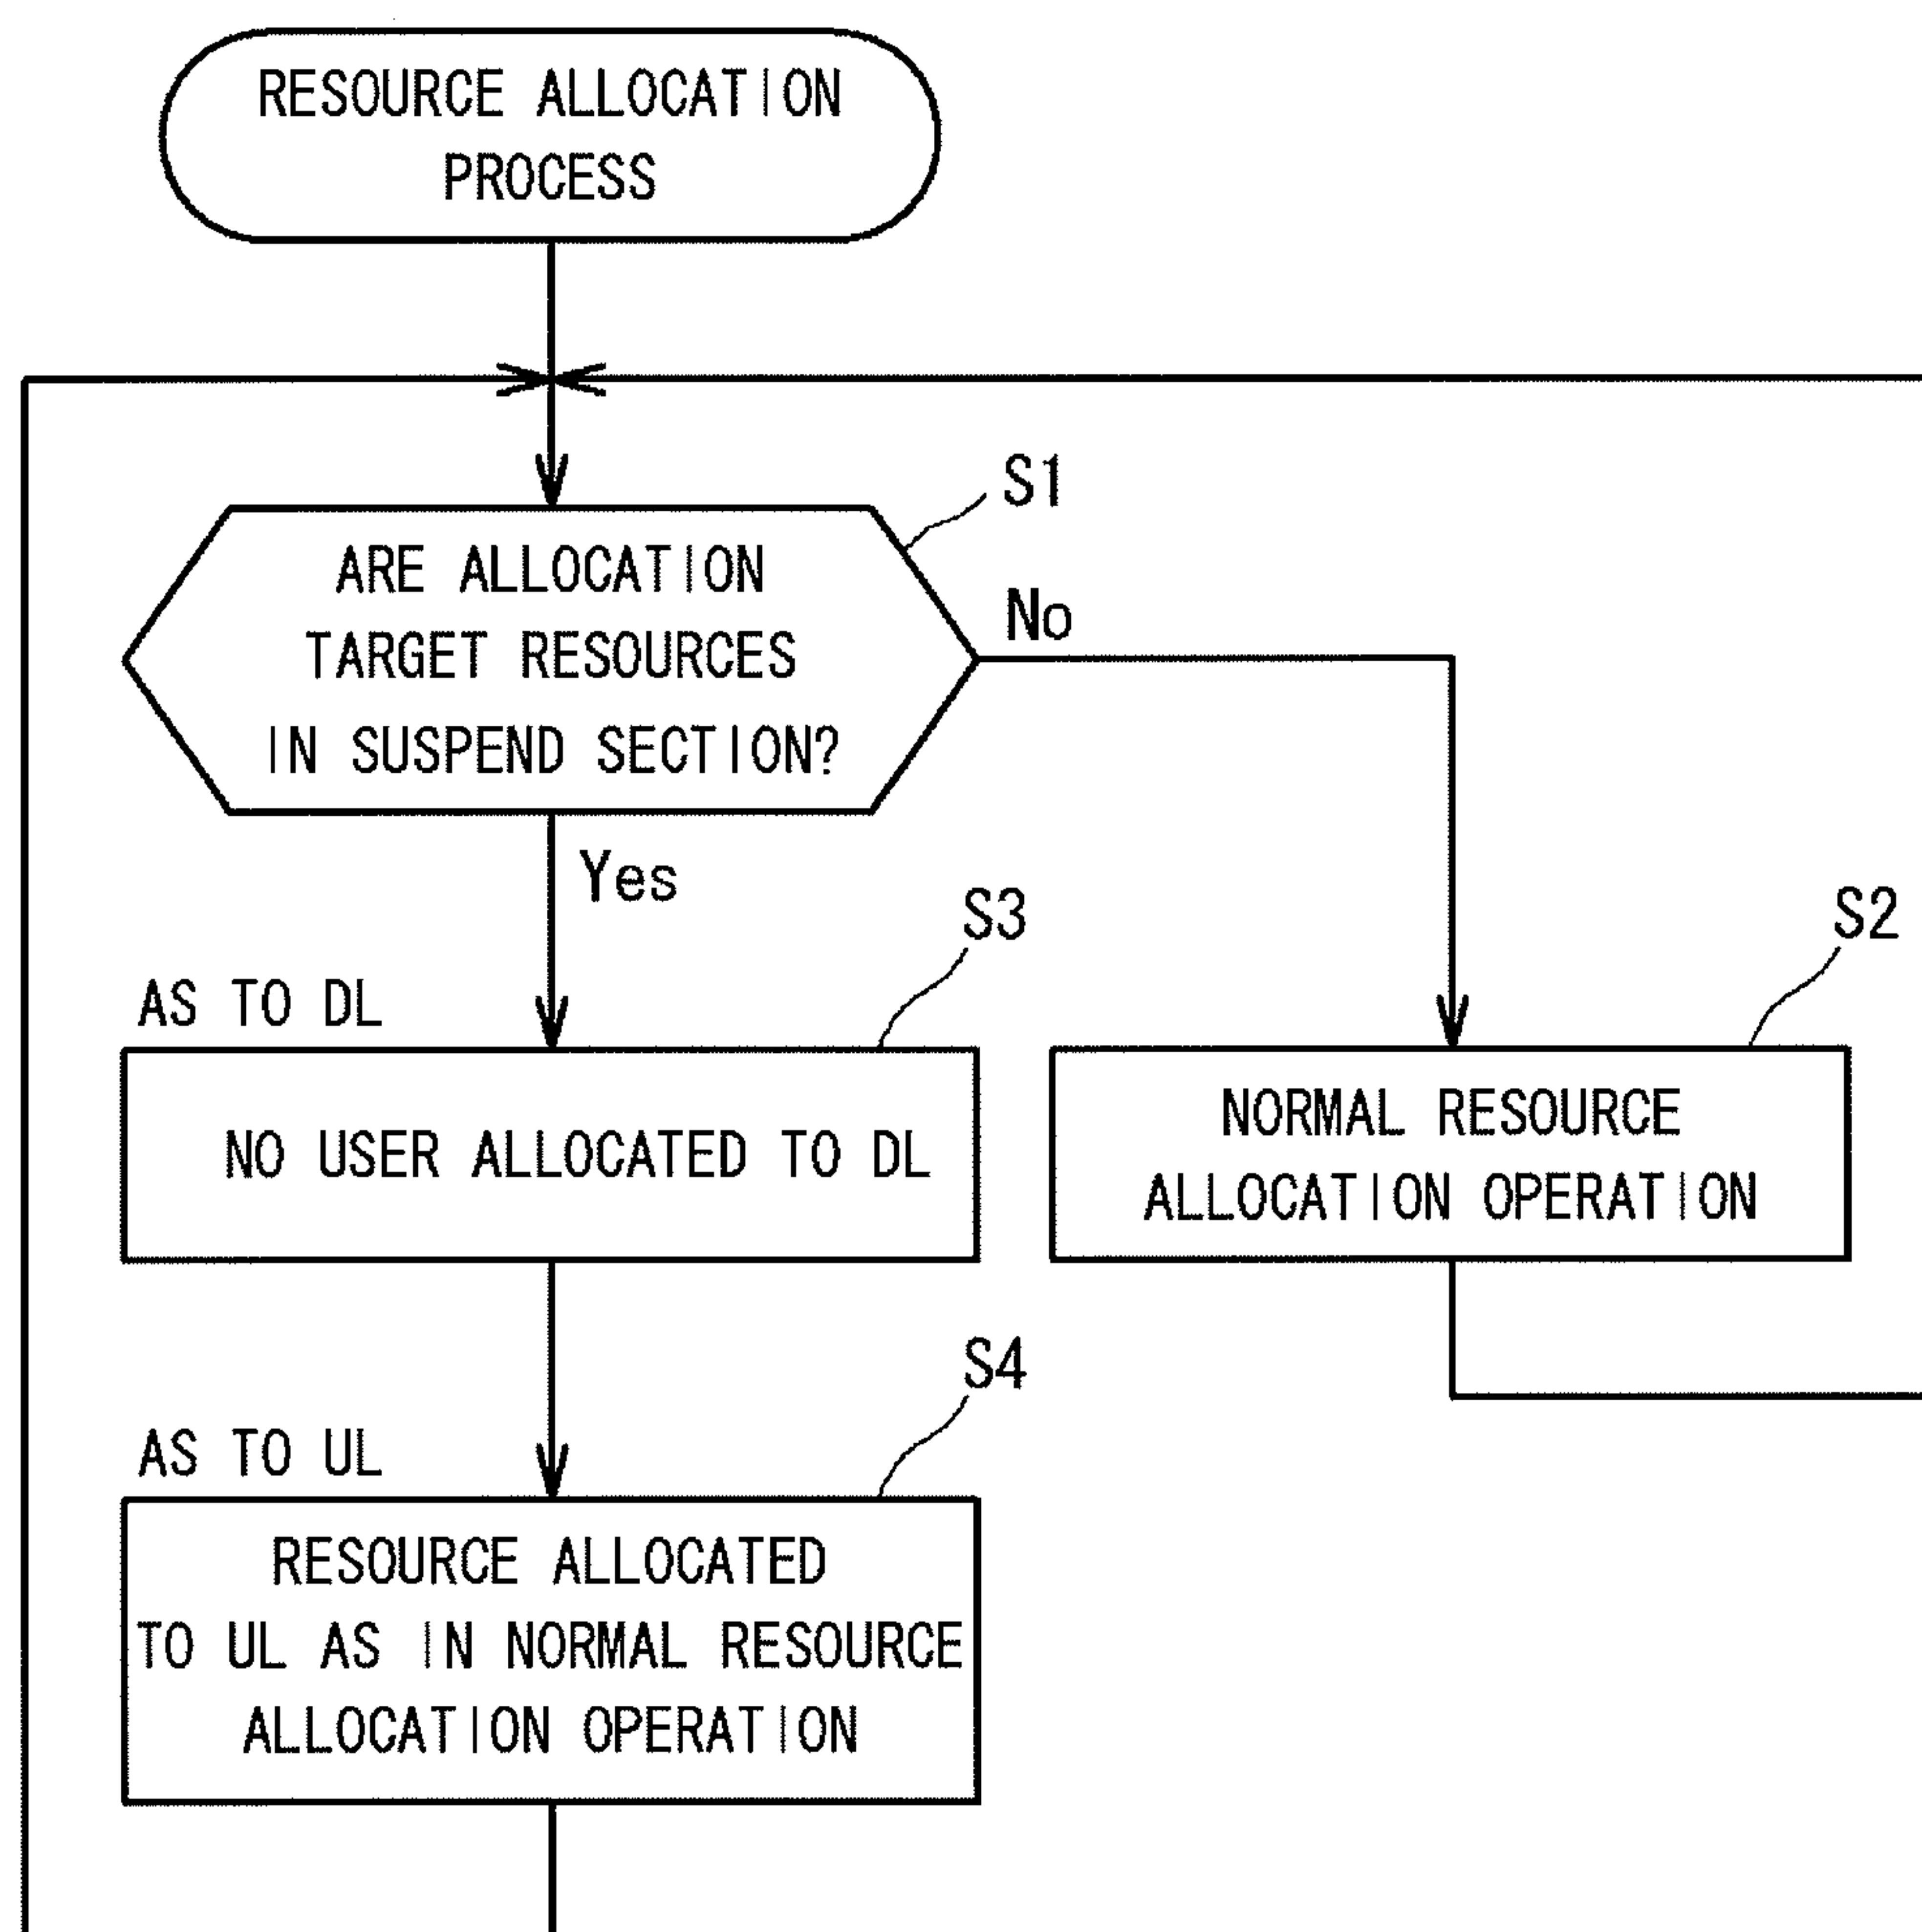 RESOURCE ALLOCATION
PROCESS
S1
ARE ALLOCATION
TARGET RESOURCES
IN SUSPEND SECTION?
No
Yes
S3
S2
AS TO DL
NO USER ALLOCATED TO DL
NORMAL RESOURCE
ALLOCATION OPERATION
S4
AS TO UL
RESOURCE ALLOCATED
TO UL AS IN NORMAL RESOURCE
ALLOCATION OPERATION